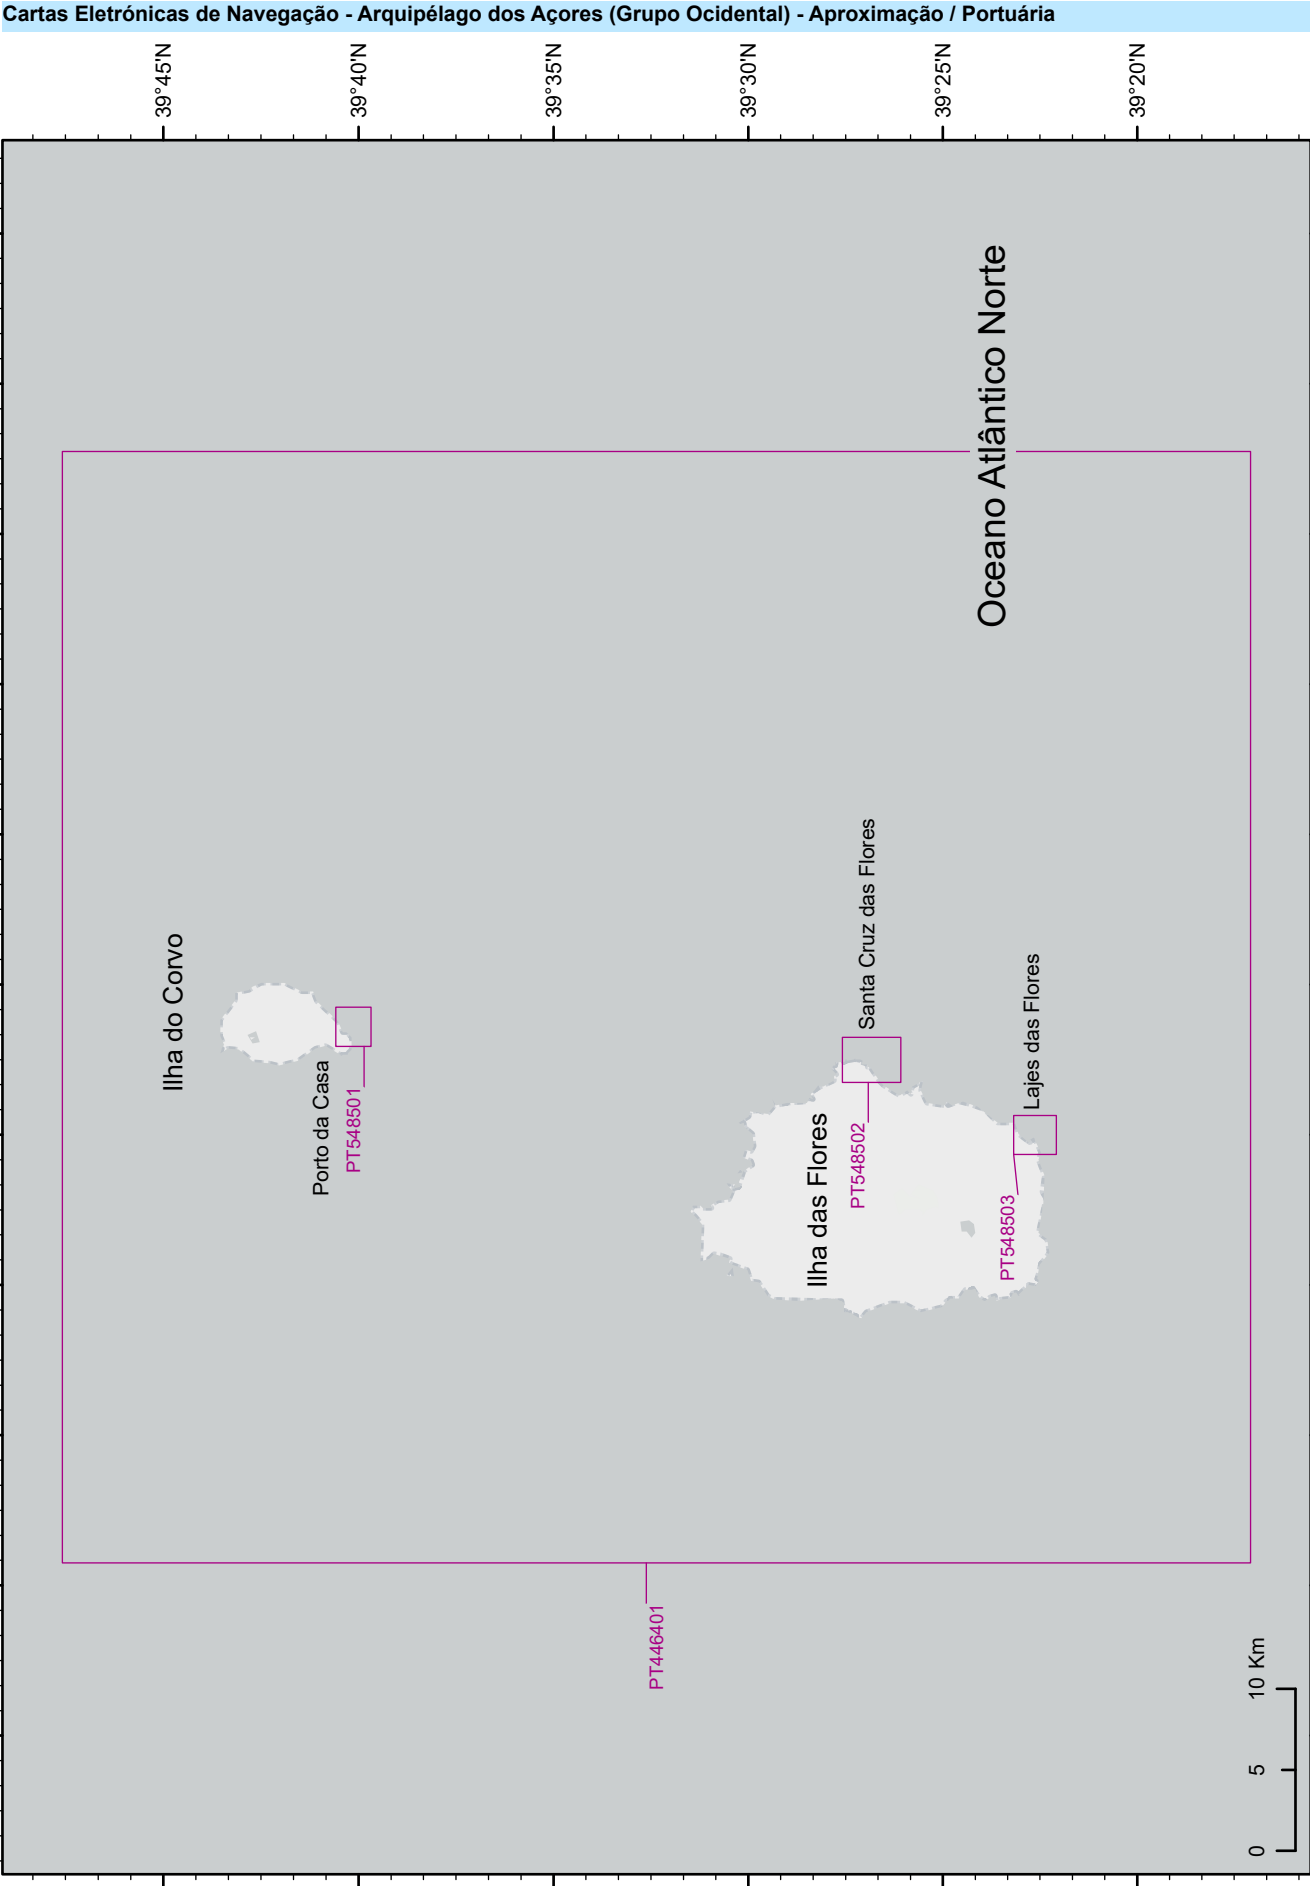 Cartas Eletrónicas de Navegação - Arquipélago dos Açores (Grupo Ocidental) - Aproximação / Portuária
39°45'N
39°40'N
39°35'N
39°30'N
39°25'N
39°20'N
Ilha do Corvo
Porto da Casa
PT548501
Oceano Atlântico Norte
Santa Cruz das Flores
Ilha das Flores
PT548502
Lajes das Flores
PT548503
PT446401
0
5
10 Km